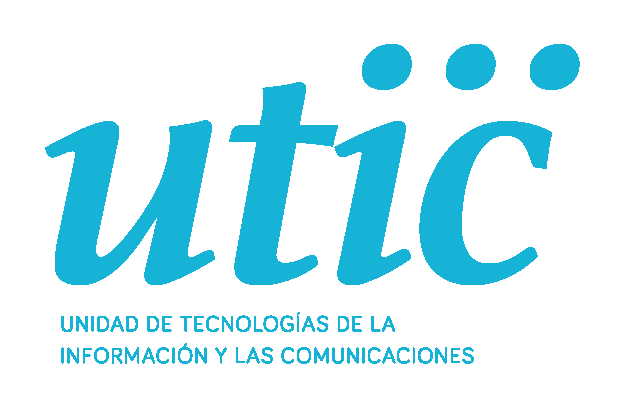 utic
UNIDAD DE TECNOLOGÍAS DE LA
INFORMACIÓN Y LAS COMUNICACIONES